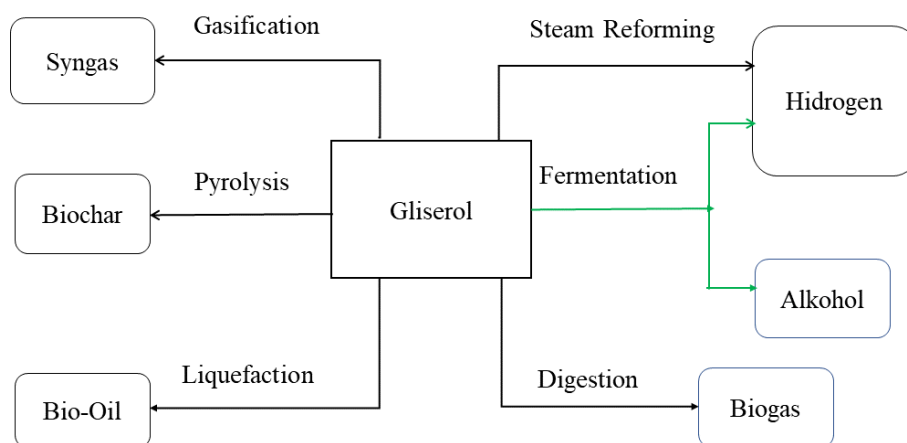 Gasification
Steam Reforming
Syngas
Hidrogen
Pyrolysis
Fermentation
Biochar
Gliserol
Alkohol
Liquefaction
Digestion
Bio-Oil
Biogas